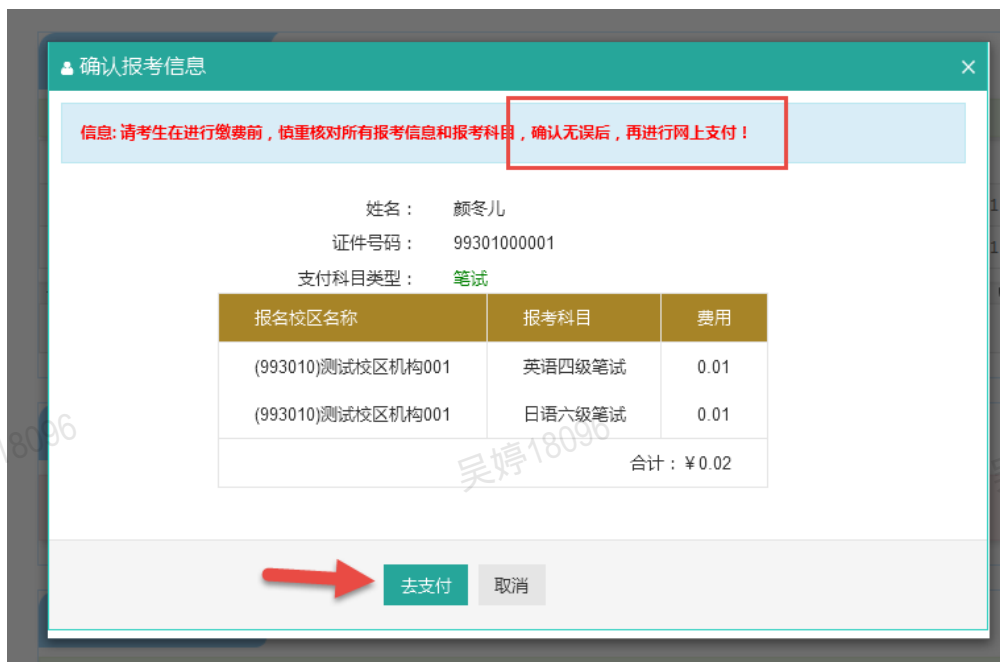 确认报考信息 ×
信息: 请考生在进行缴费前，慎重核对所有报考信息和报考科目，确认无误后，再进行网上支付！
姓名： 颜冬儿
证件号码： 99301000001
支付科目类型： 笔试
报名校区名称 报考科目 费用
(993010)测试校区机构001 英语四级笔试 0.01
(993010)测试校区机构001 日语六级笔试 0.01
合计：￥0.02
18096
吴婷18096
去支付 取消